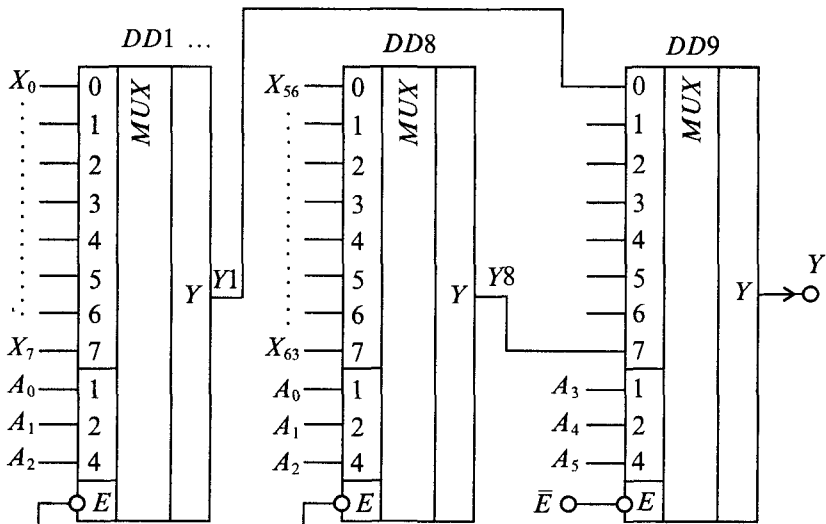 DD1 ...
X₀
0
1
2
3
4
5
6
X₇
7
A₀
1
A₁
2
A₂
4
E
MUX
Y
Y1
DD8
X₅₆
0
1
2
3
4
5
6
X₆₃
7
A₀
1
A₁
2
A₂
4
E
MUX
Y
Y8
DD9
0
1
2
3
4
5
6
7
A₃
1
A₄
2
A₅
4
E̅
E
MUX
Y
Y